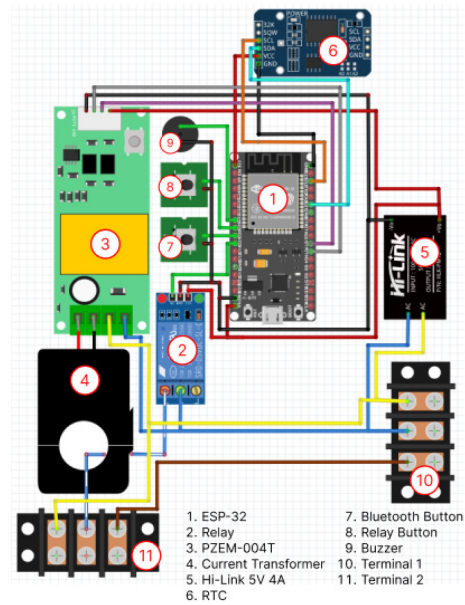 POWER
32K
SQW
SCL
SDA
VCC
GND
SCL
SDA
VCC
GND
6
9
8
7
1
3
2
4
5
Hi-Link
AC
AC
10
11
1. ESP-32
2. Relay
3. PZEM-004T
4. Current Transformer
5. Hi-Link 5V 4A
6. RTC
7. Bluetooth Button
8. Relay Button
9. Buzzer
10. Terminal 1
11. Terminal 2